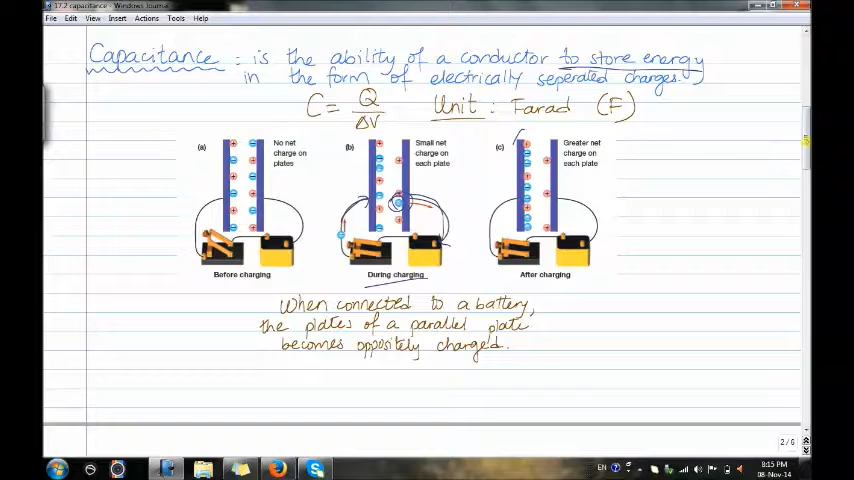 17.2 capacitance - Windows Journal
File Edit View Insert Actions Tools Help
Capacitance : is the ability of a conductor to store energy
in the form of electrically seperated charges.
C = Q / ΔV Unit : Farad (F)
(a) No net charge on plates
(b) Small net charge on each plate
(c) Greater net charge on each plate
Before charging
During charging
After charging
When connected to a battery,
the plates of a parallel plate
becomes oppositely charged.
2/6
EN
8:15 PM
08-Nov-14